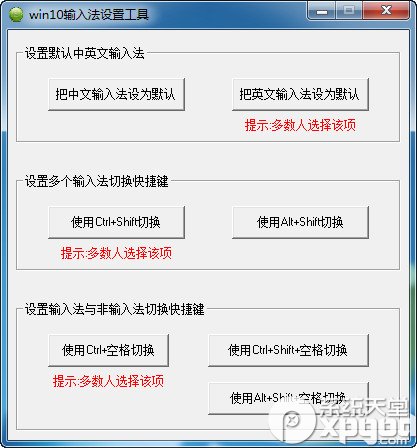 win10输入法设置工具
设置默认中英文输入法
把中文输入法设为默认
把英文输入法设为默认
提示:多数人选择该项
设置多个输入法切换快捷键
使用Ctrl+Shift切换
使用Alt+Shift切换
提示:多数人选择该项
设置输入法与非输入法切换快捷键
使用Ctrl+空格切换
使用Ctrl+Shift+空格切换
提示:多数人选择该项
使用Alt+Shift+空格切换
系统天堂